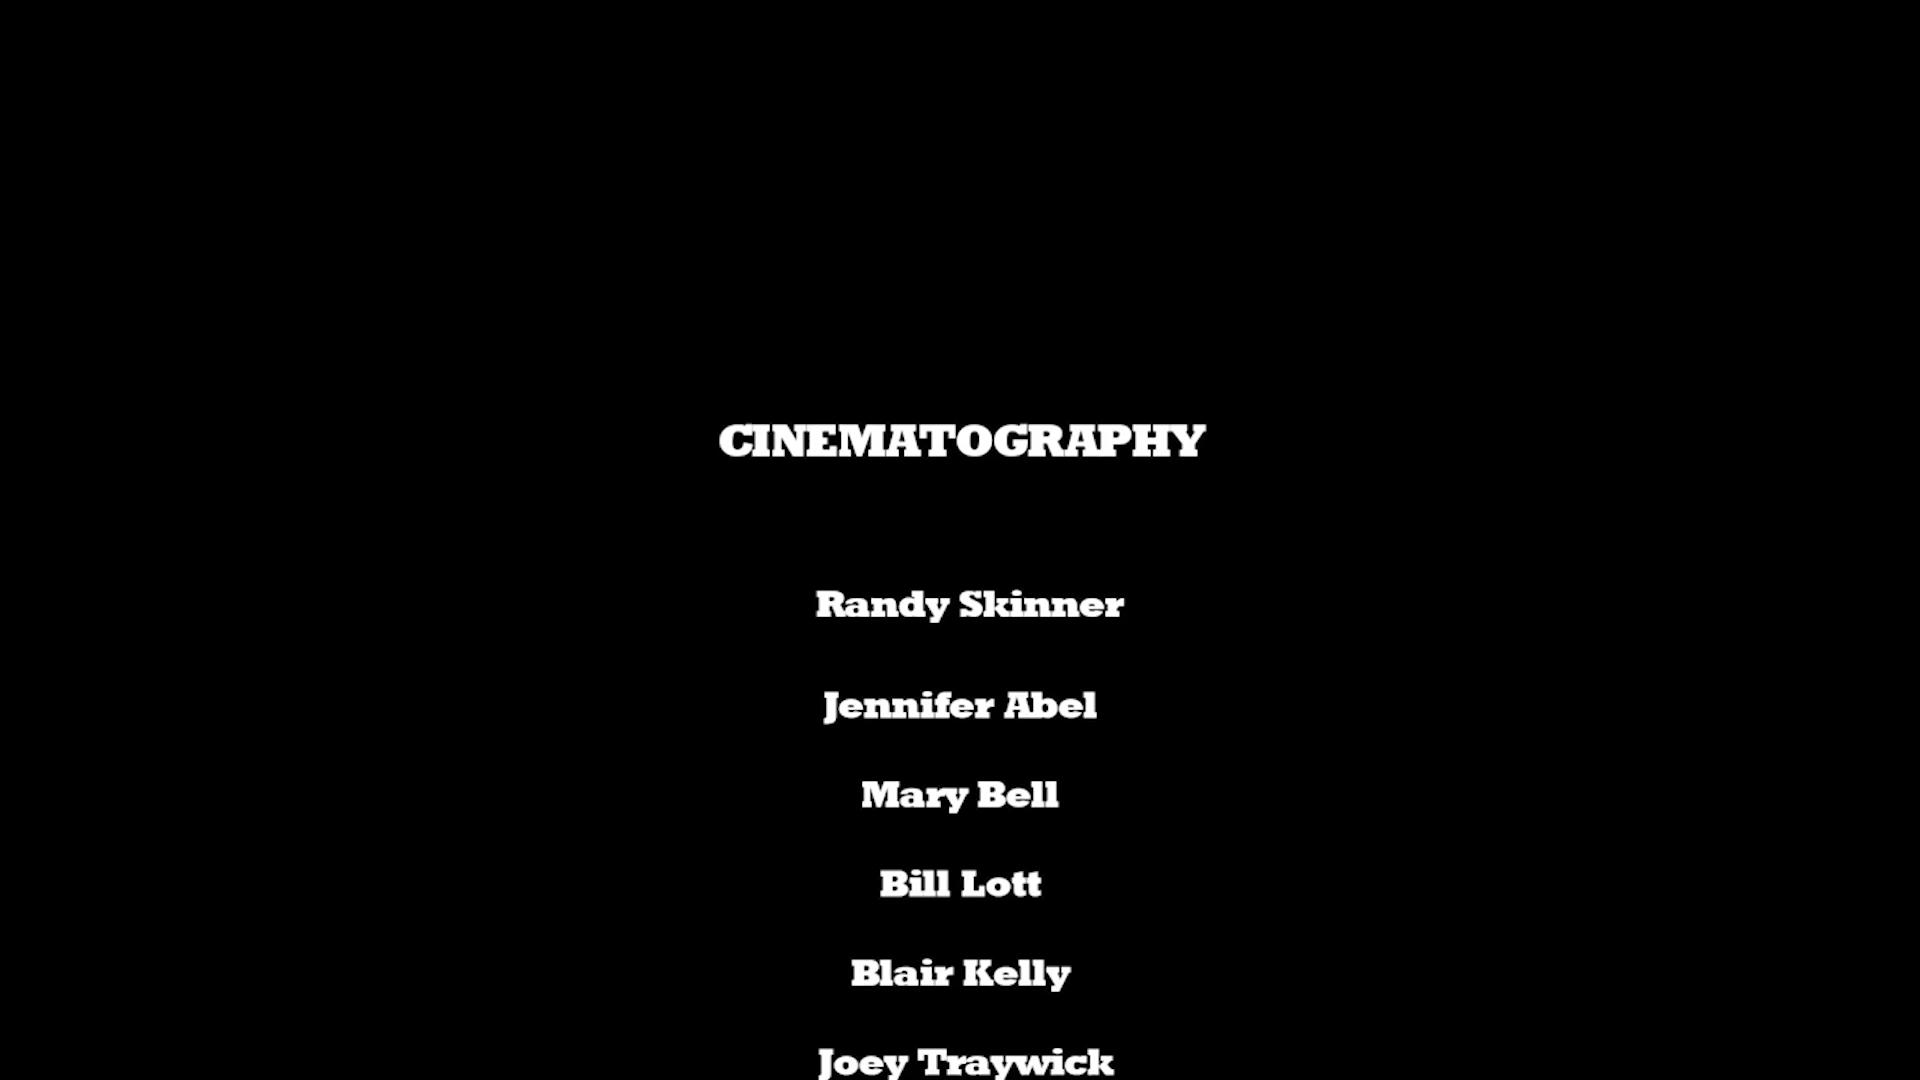 CINEMATOGRAPHY
Randy Skinner
Jennifer Abel
Mary Bell
Bill Lott
Blair Kelly
Joey Traywick